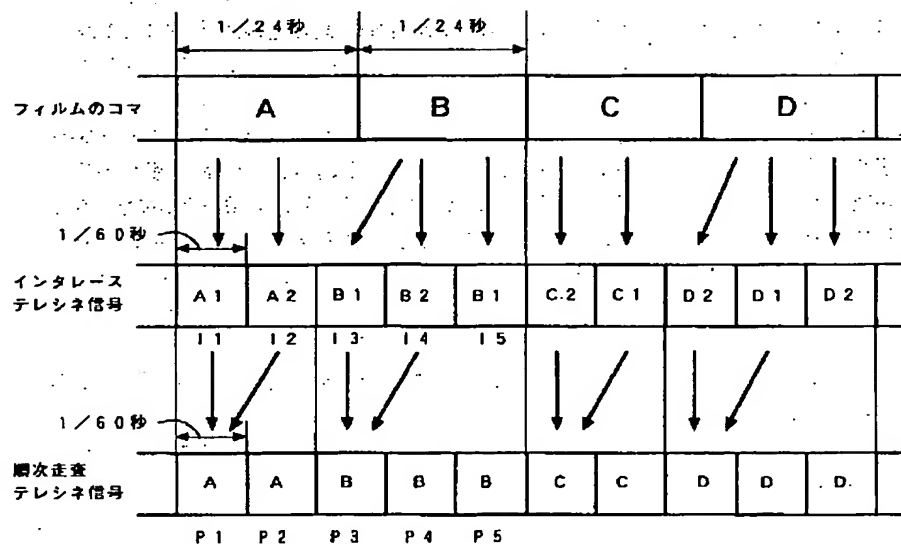 1/24秒 1/24秒
フィルムのコマ A B C D
1/60秒
インタレース
テレシネ信号
A1 A2 B1 B2 B1 C2 C1 D2 D1 D2
I1 I2 I3 I4 I5
1/60秒
順次走査
テレシネ信号
A A B B B C C D D D
P1 P2 P3 P4 P5